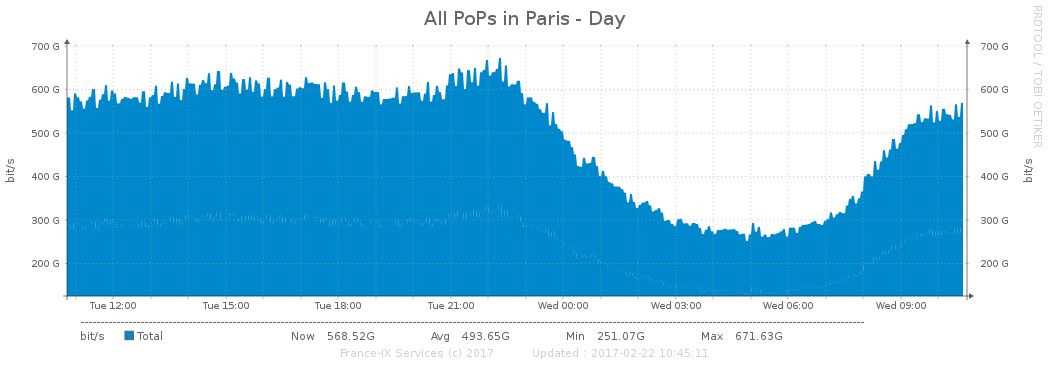 All PoPs in Paris - Day
RRDTOOL / TOBI OETIKER
bit/s
700 G
600 G
500 G
400 G
300 G
200 G
700 G
600 G
500 G
400 G
300 G
200 G
bit/s
Tue 12:00 Tue 15:00 Tue 18:00 Tue 21:00 Wed 00:00 Wed 03:00 Wed 06:00 Wed 09:00
bit/s Total Now 568.52G Avg 493.65G Min 251.07G Max 671.63G
France-IX Services (c) 2017 Updated : 2017-02-22 10:45:11